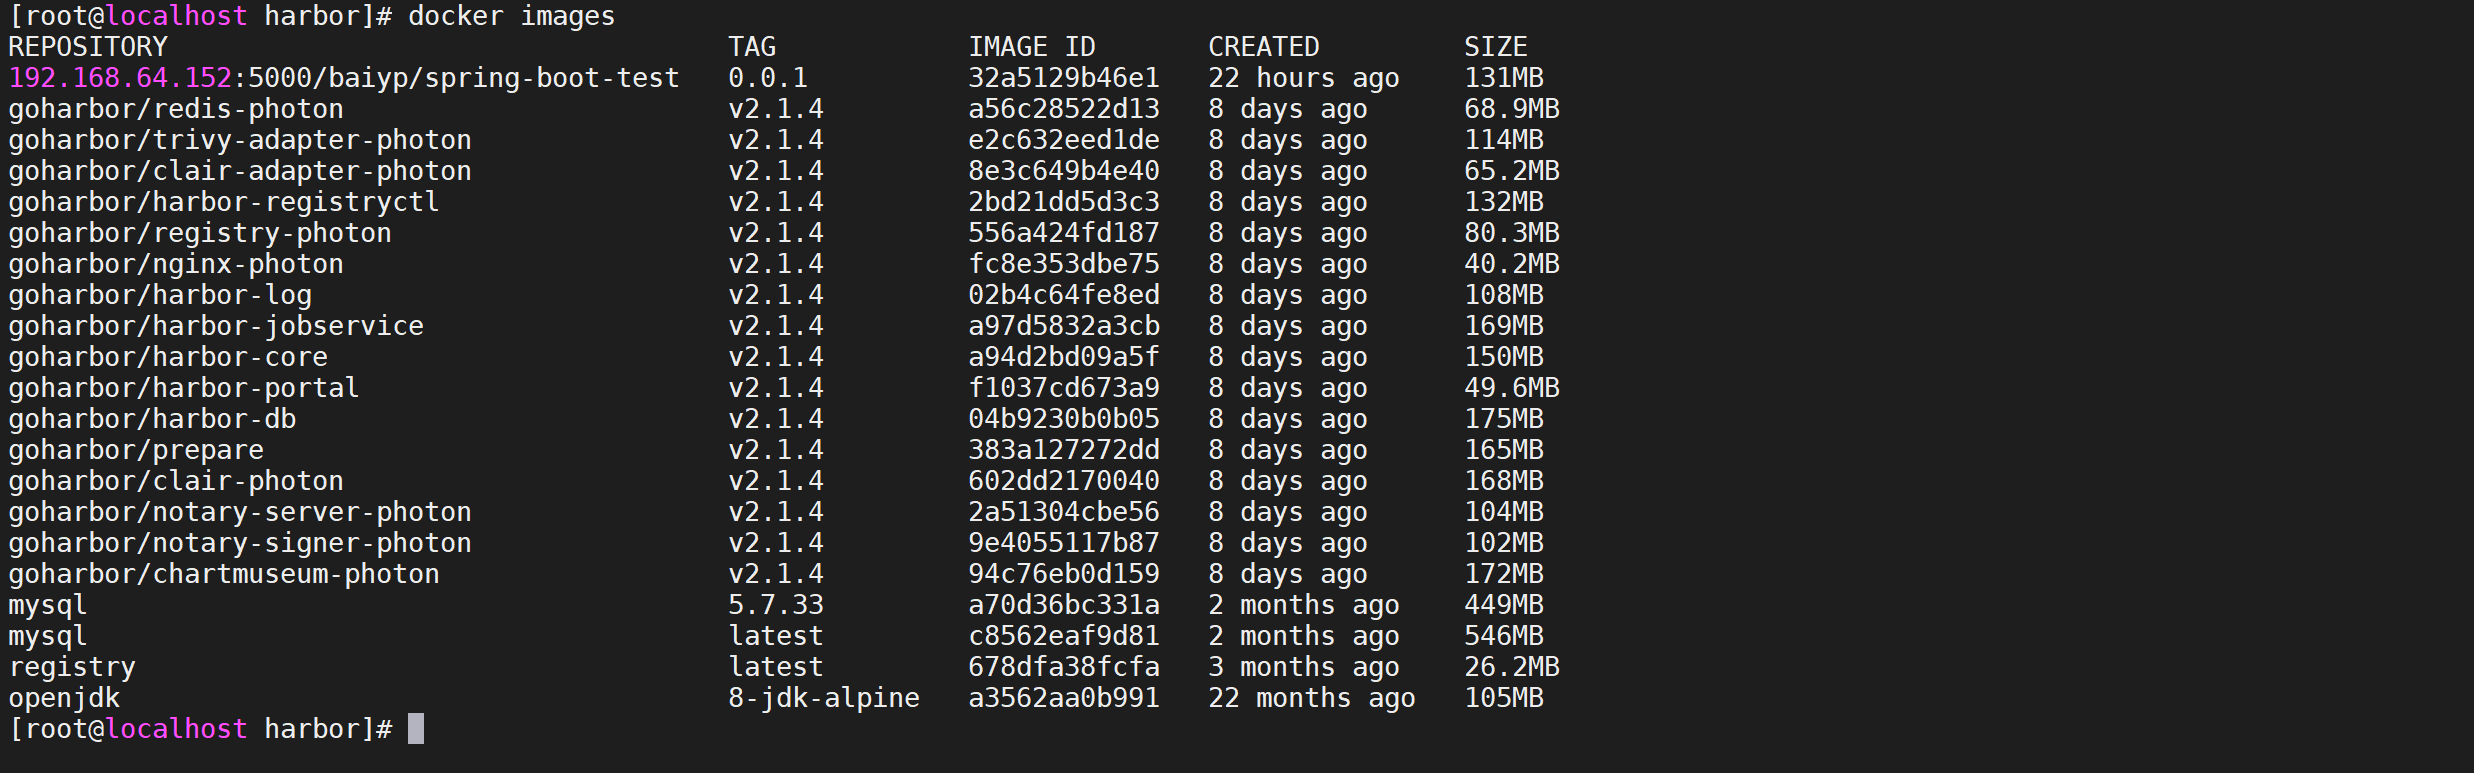 [root@localhost harbor]# docker images
REPOSITORY                                   TAG            IMAGE ID       CREATED         SIZE
192.168.64.152:5000/baiyp/spring-boot-test   0.0.1          32a5129b46e1   22 hours ago    131MB
goharbor/redis-photon                        v2.1.4         a56c28522d13   8 days ago      68.9MB
goharbor/trivy-adapter-photon                v2.1.4         e2c632eed1de   8 days ago      114MB
goharbor/clair-adapter-photon                v2.1.4         8e3c649b4e40   8 days ago      65.2MB
goharbor/harbor-registryctl                  v2.1.4         2bd21dd5d3c3   8 days ago      132MB
goharbor/registry-photon                     v2.1.4         556a424fd187   8 days ago      80.3MB
goharbor/nginx-photon                        v2.1.4         fc8e353dbe75   8 days ago      40.2MB
goharbor/harbor-log                          v2.1.4         02b4c64fe8ed   8 days ago      108MB
goharbor/harbor-jobservice                   v2.1.4         a97d5832a3cb   8 days ago      169MB
goharbor/harbor-core                         v2.1.4         a94d2bd09a5f   8 days ago      150MB
goharbor/harbor-portal                       v2.1.4         f1037cd673a9   8 days ago      49.6MB
goharbor/harbor-db                           v2.1.4         04b9230b0b05   8 days ago      175MB
goharbor/prepare                             v2.1.4         383a127272dd   8 days ago      165MB
goharbor/clair-photon                        v2.1.4         602dd2170040   8 days ago      168MB
goharbor/notary-server-photon                v2.1.4         2a51304cbe56   8 days ago      104MB
goharbor/notary-signer-photon                v2.1.4         9e4055117b87   8 days ago      102MB
goharbor/chartmuseum-photon                  v2.1.4         94c76eb0d159   8 days ago      172MB
mysql                                        5.7.33         a70d36bc331a   2 months ago    449MB
mysql                                        latest         c8562eaf9d81   2 months ago    546MB
registry                                     latest         678dfa38fcfa   3 months ago    26.2MB
openjdk                                      8-jdk-alpine   a3562aa0b991   22 months ago   105MB
[root@localhost harbor]#